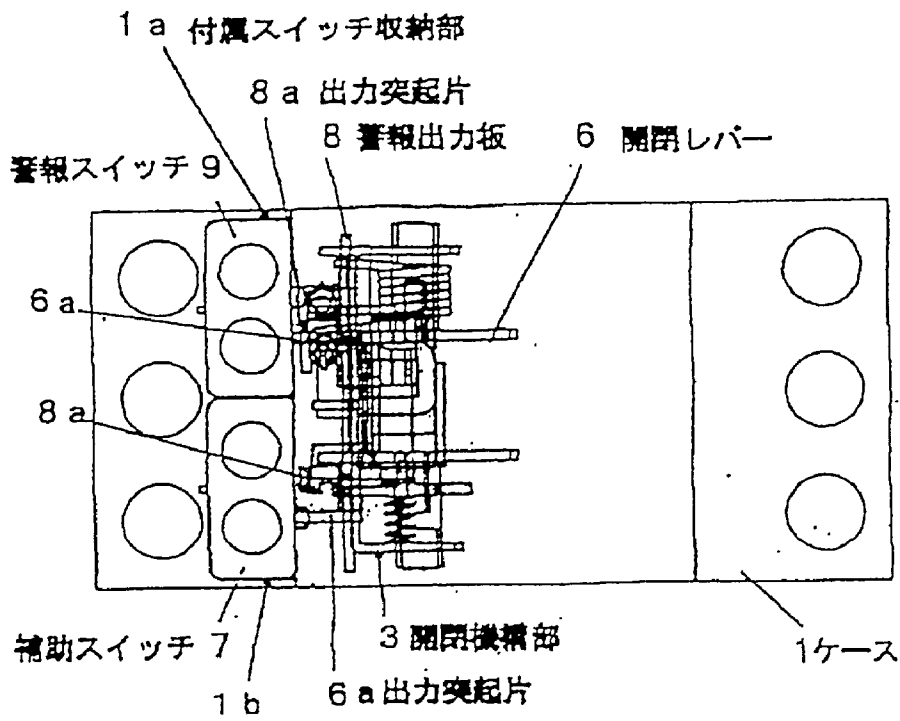 1a 付属スイッチ収納部
8a 出力突起片
8 警報出力板
6 開閉レバー
警報スイッチ 9
6a
8a
補助スイッチ 7
3 開閉機構部
1ケース
1b
6a出力突起片